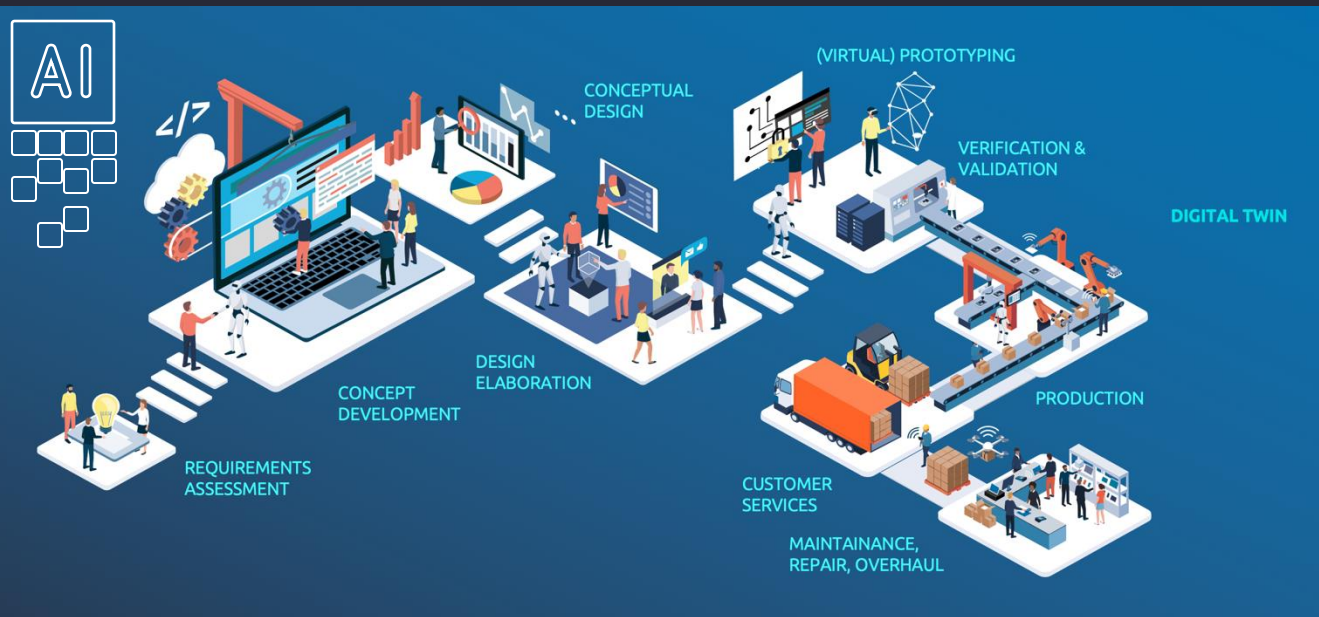 AI
</>
(VIRTUAL) PROTOTYPING
CONCEPTUAL
DESIGN
VERIFICATION &
VALIDATION
DIGITAL TWIN
DESIGN
ELABORATION
CONCEPT
DEVELOPMENT
PRODUCTION
REQUIREMENTS
ASSESSMENT
CUSTOMER
SERVICES
MAINTAINANCE,
REPAIR, OVERHAUL